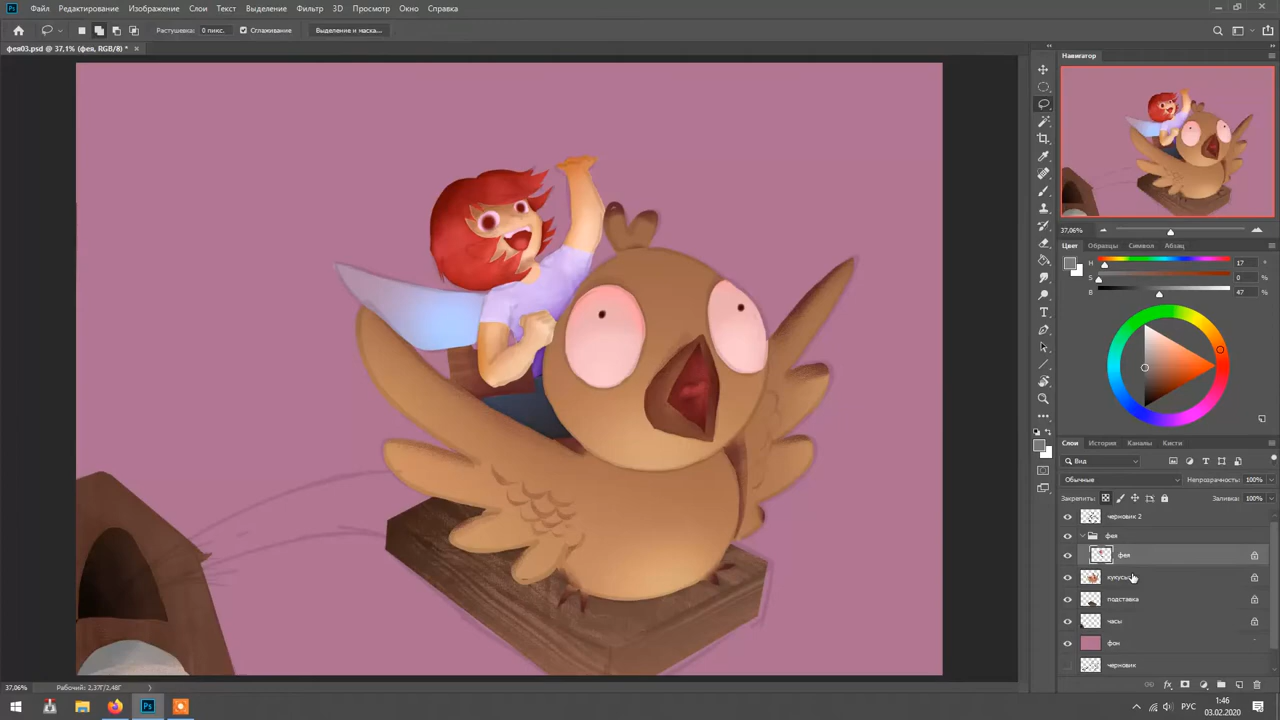 Ps Файл Редактирование Изображение Слои Текст Выделение Фильтр 3D Просмотр Окно Справка
Растушевка: 0 пикс. Сглаживание Выделение и маска...
фея03.psd @ 37,1% (фея, RGB/8) *
Навигатор
37,06%
Цвет Образцы Символ Абзац
H 17 °
S 0 %
B 47 %
Слои История Каналы Кисти
Вид
Обычные Непрозрачность: 100%
Закрепить: Заливка: 100%
черновик 2
фея
фея
подставка
часы
фон
черновик
37,06% Рабочий: 2,37Г/2,48Г
Ps РУС 1:46
03.02.2020